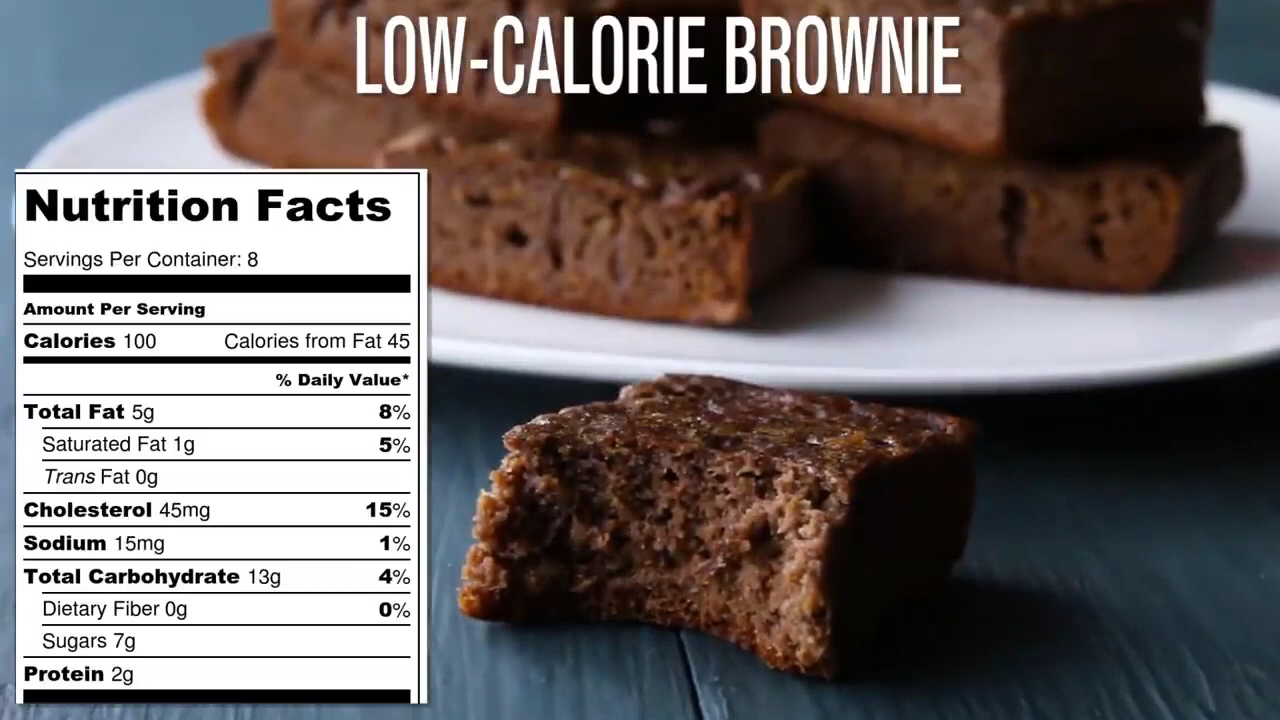 LOW-CALORIE BROWNIE
Nutrition Facts
Servings Per Container: 8
Amount Per Serving
Calories 100 Calories from Fat 45
% Daily Value*
Total Fat 5g 8%
Saturated Fat 1g 5%
Trans Fat 0g
Cholesterol 45mg 15%
Sodium 15mg 1%
Total Carbohydrate 13g 4%
Dietary Fiber 0g 0%
Sugars 7g
Protein 2g